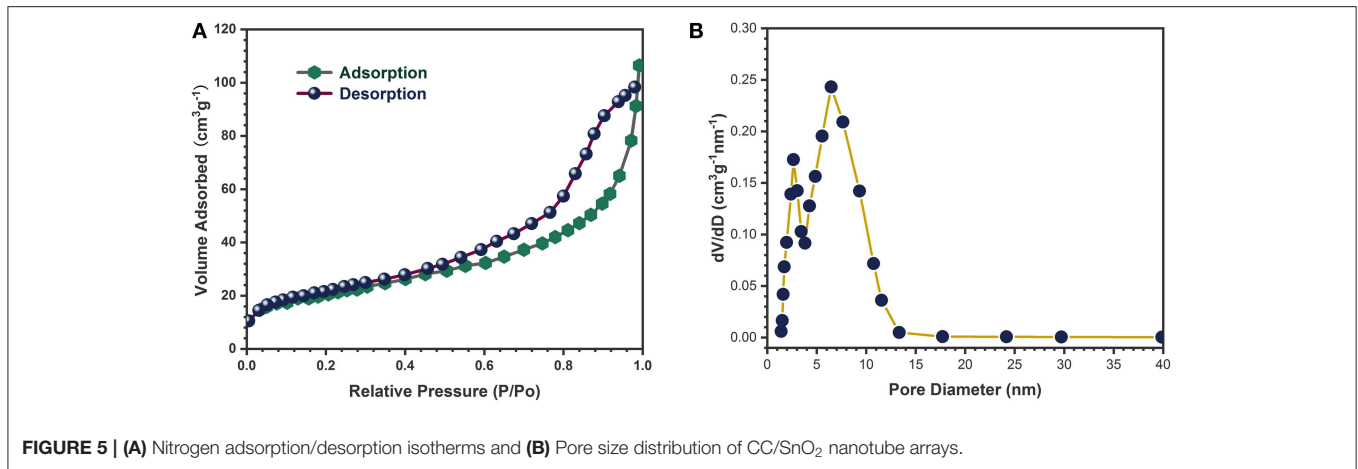 A
120
100
80
60
40
20
0
Volume Adsorbed (cm³g⁻¹)
Adsorption
Desorption
0.0 0.2 0.4 0.6 0.8 1.0
Relative Pressure (P/Po)
B
0.30
0.25
0.20
0.15
0.10
0.05
0.00
dV/dD (cm³g⁻¹nm⁻¹)
0 5 10 15 20 25 30 35 40
Pore Diameter (nm)
FIGURE 5 | (A) Nitrogen adsorption/desorption isotherms and (B) Pore size distribution of CC/SnO₂ nanotube arrays.